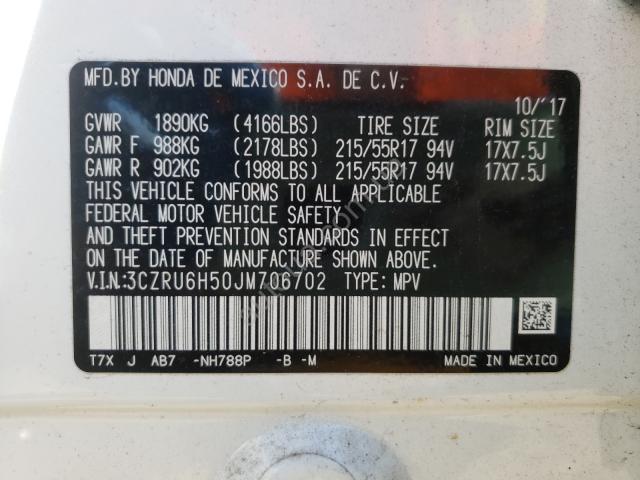 MFD.BY HONDA DE MEXICO S.A. DE C.V.
10/'17
GVWR 1890KG (4166LBS) TIRE SIZE RIM SIZE
GAWR F 988KG (2178LBS) 215/55R17 94V 17X7.5J
GAWR R 902KG (1988LBS) 215/55R17 94V 17X7.5J
THIS VEHICLE CONFORMS TO ALL APPLICABLE
FEDERAL MOTOR VEHICLE SAFETY
AND THEFT PREVENTION STANDARDS IN EFFECT
ON THE DATE OF MANUFACTURE SHOWN ABOVE.
V.I.N.:3CZRU6H50JM706702 TYPE: MPV
T7X J AB7 -NH788P -B -M MADE IN MEXICO